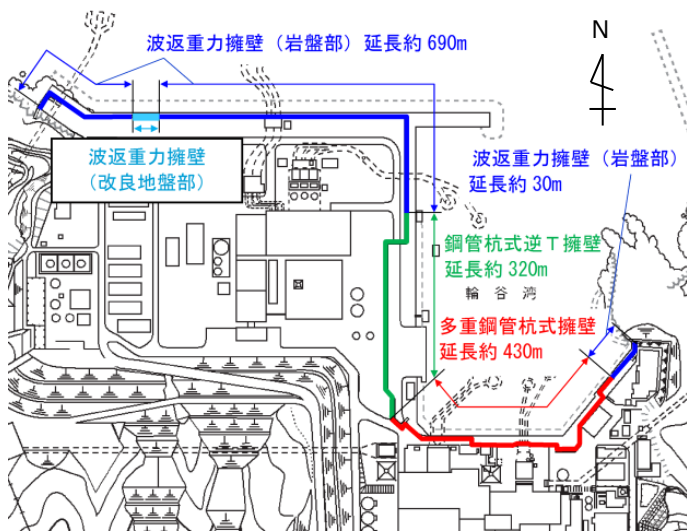 波返重力擁壁（岩盤部）延長約 690m
N
波返重力擁壁
（改良地盤部）
波返重力擁壁（岩盤部）
延長約 30m
鋼管杭式逆T擁壁
延長約 320m
輪谷湾
多重鋼管杭式擁壁
延長約 430m